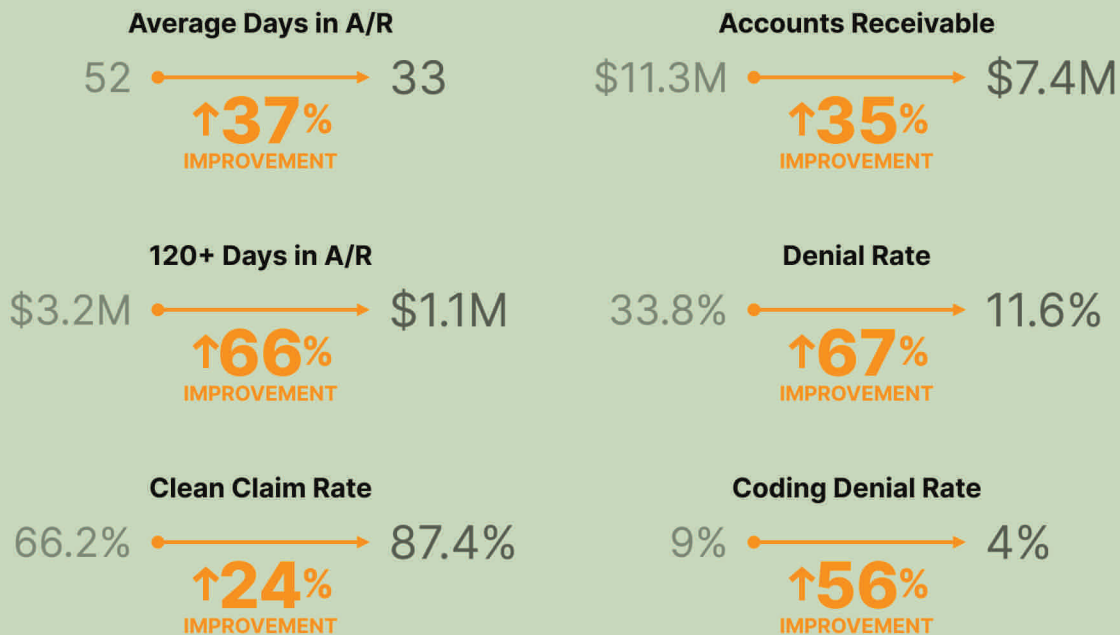 Average Days in A/R
52 33
↑37%
IMPROVEMENT
Accounts Receivable
$11.3M $7.4M
↑35%
IMPROVEMENT
120+ Days in A/R
$3.2M $1.1M
↑66%
IMPROVEMENT
Denial Rate
33.8% 11.6%
↑67%
IMPROVEMENT
Clean Claim Rate
66.2% 87.4%
↑24%
IMPROVEMENT
Coding Denial Rate
9% 4%
↑56%
IMPROVEMENT